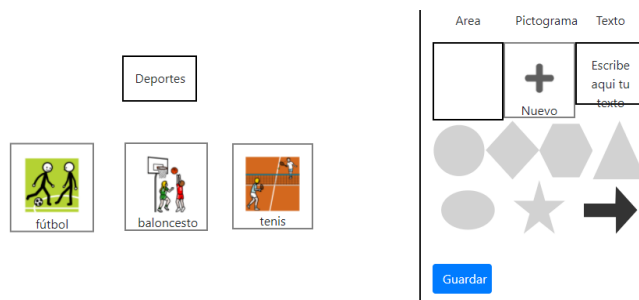 Area Pictograma Texto
Deportes
Escribe
aqui tu
texto
Nuevo
fútbol baloncesto tenis
Guardar